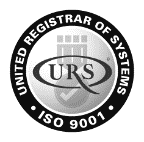 UNITED REGISTRAR OF SYSTEMS
URS
®
• ISO 9001 •